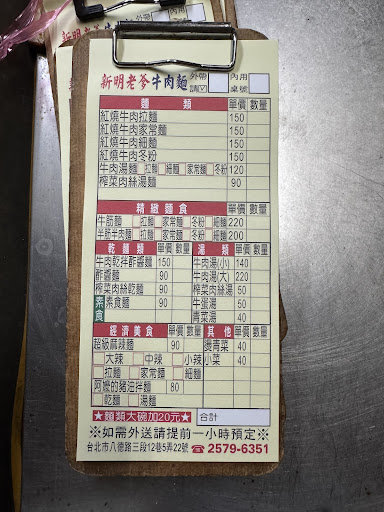 新明老爹牛肉麵 外帶 內用
請☐ 桌號
麵 類 單價 數量
紅燒牛肉拉麵 150
紅燒牛肉家常麵 150
紅燒牛肉細麵 150
紅燒牛肉冬粉 150
牛肉湯麵 ☐拉麵 ☐細麵 ☐家常麵 ☐冬粉 120
榨菜肉絲湯麵 90
精緻麵食 單價 數量
牛筋麵 ☐拉麵 ☐家常麵 ☐冬粉 ☐細麵 220
半筋半肉麵 ☐拉麵 ☐家常麵 ☐冬粉 ☐細麵 200
乾麵類 單價 數量 湯 類 單價 數量
牛肉乾拌酢醬麵 150 牛肉湯(小) 140
酢醬麵 90 牛肉湯(大) 220
榨菜肉絲乾麵 90 榨菜肉絲湯 50
素食 素食麵 90 牛蛋湯 50
青菜湯 40
經濟美食 單價 數量 其 他 單價 數量
超級麻辣麵 90 燙青菜 40
☐大辣 ☐中辣 ☐小辣 小菜 40
☐拉麵 ☐家常麵 ☐細麵
阿嬤的豬油拌麵 80
☐乾麵 ☐湯麵
★麵類大碗加20元★ 合計
※如需外送請提前一小時預定※
台北市八德路三段12巷5弄22號 ☎2579-6351